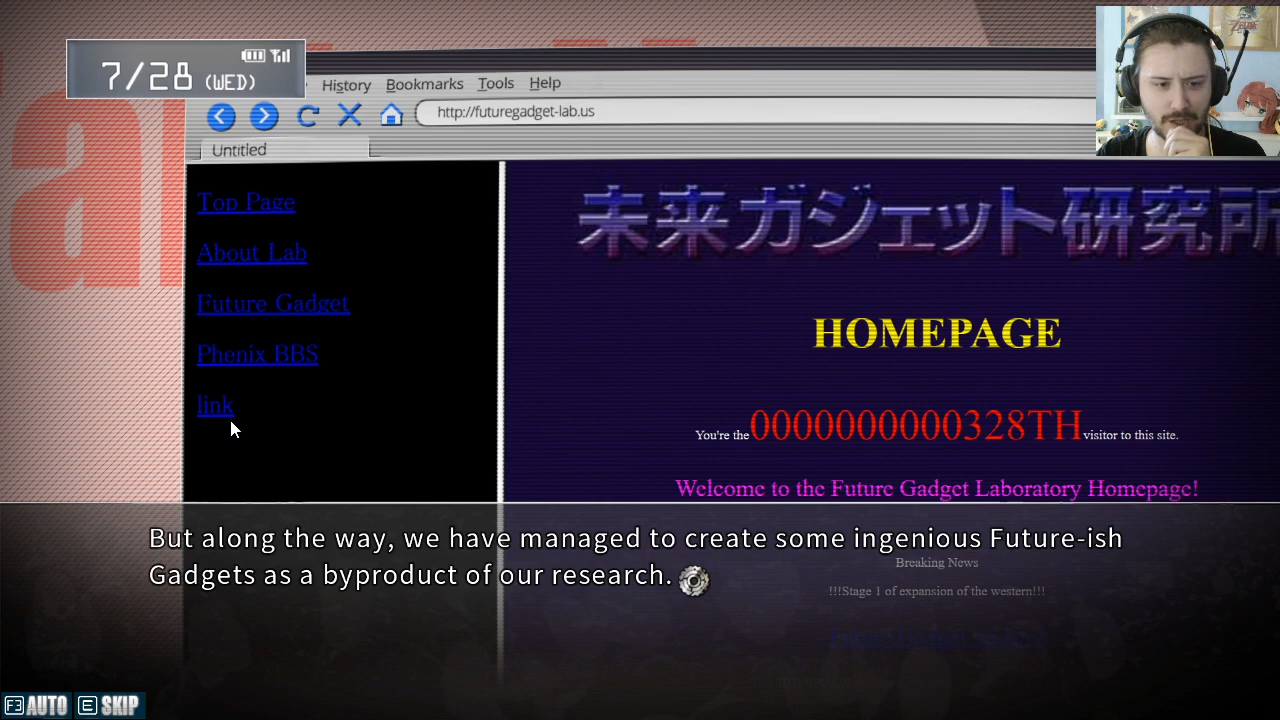 7/28 (WED)
History Bookmarks Tools Help
http://futuregadget-lab.us
Untitled
Top Page
About Lab
Future Gadget
Phenix BBS
link
未来ガジェット研究所
HOMEPAGE
You're the 0000000000328TH visitor to this site.
Welcome to the Future Gadget Laboratory Homepage!
But along the way, we have managed to create some ingenious Future-ish
Gadgets as a byproduct of our research.
Breaking News
!!!Stage 1 of expansion of the western!!!
F3 AUTO E SKIP